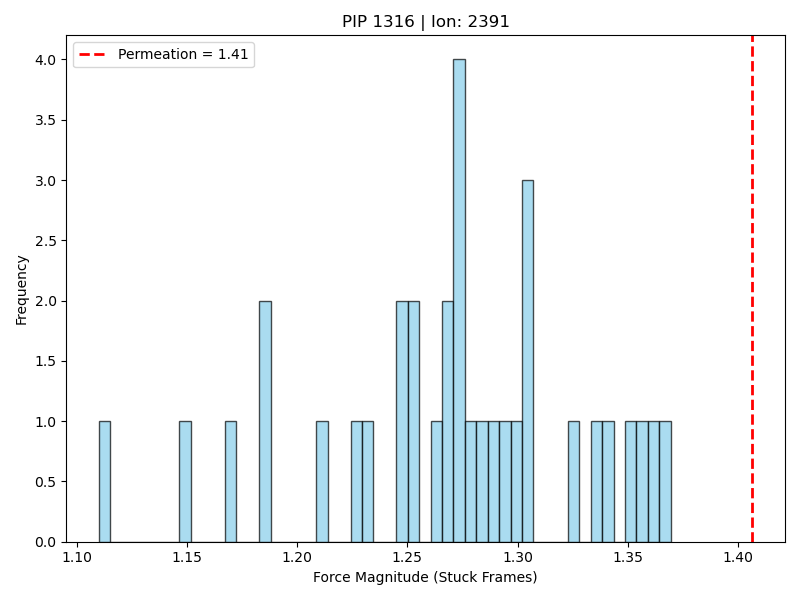 PIP 1316 | Ion: 2391
Permeation = 1.41
Frequency
4.0
3.5
3.0
2.5
2.0
1.5
1.0
0.5
0.0
1.10 1.15 1.20 1.25 1.30 1.35 1.40
Force Magnitude (Stuck Frames)